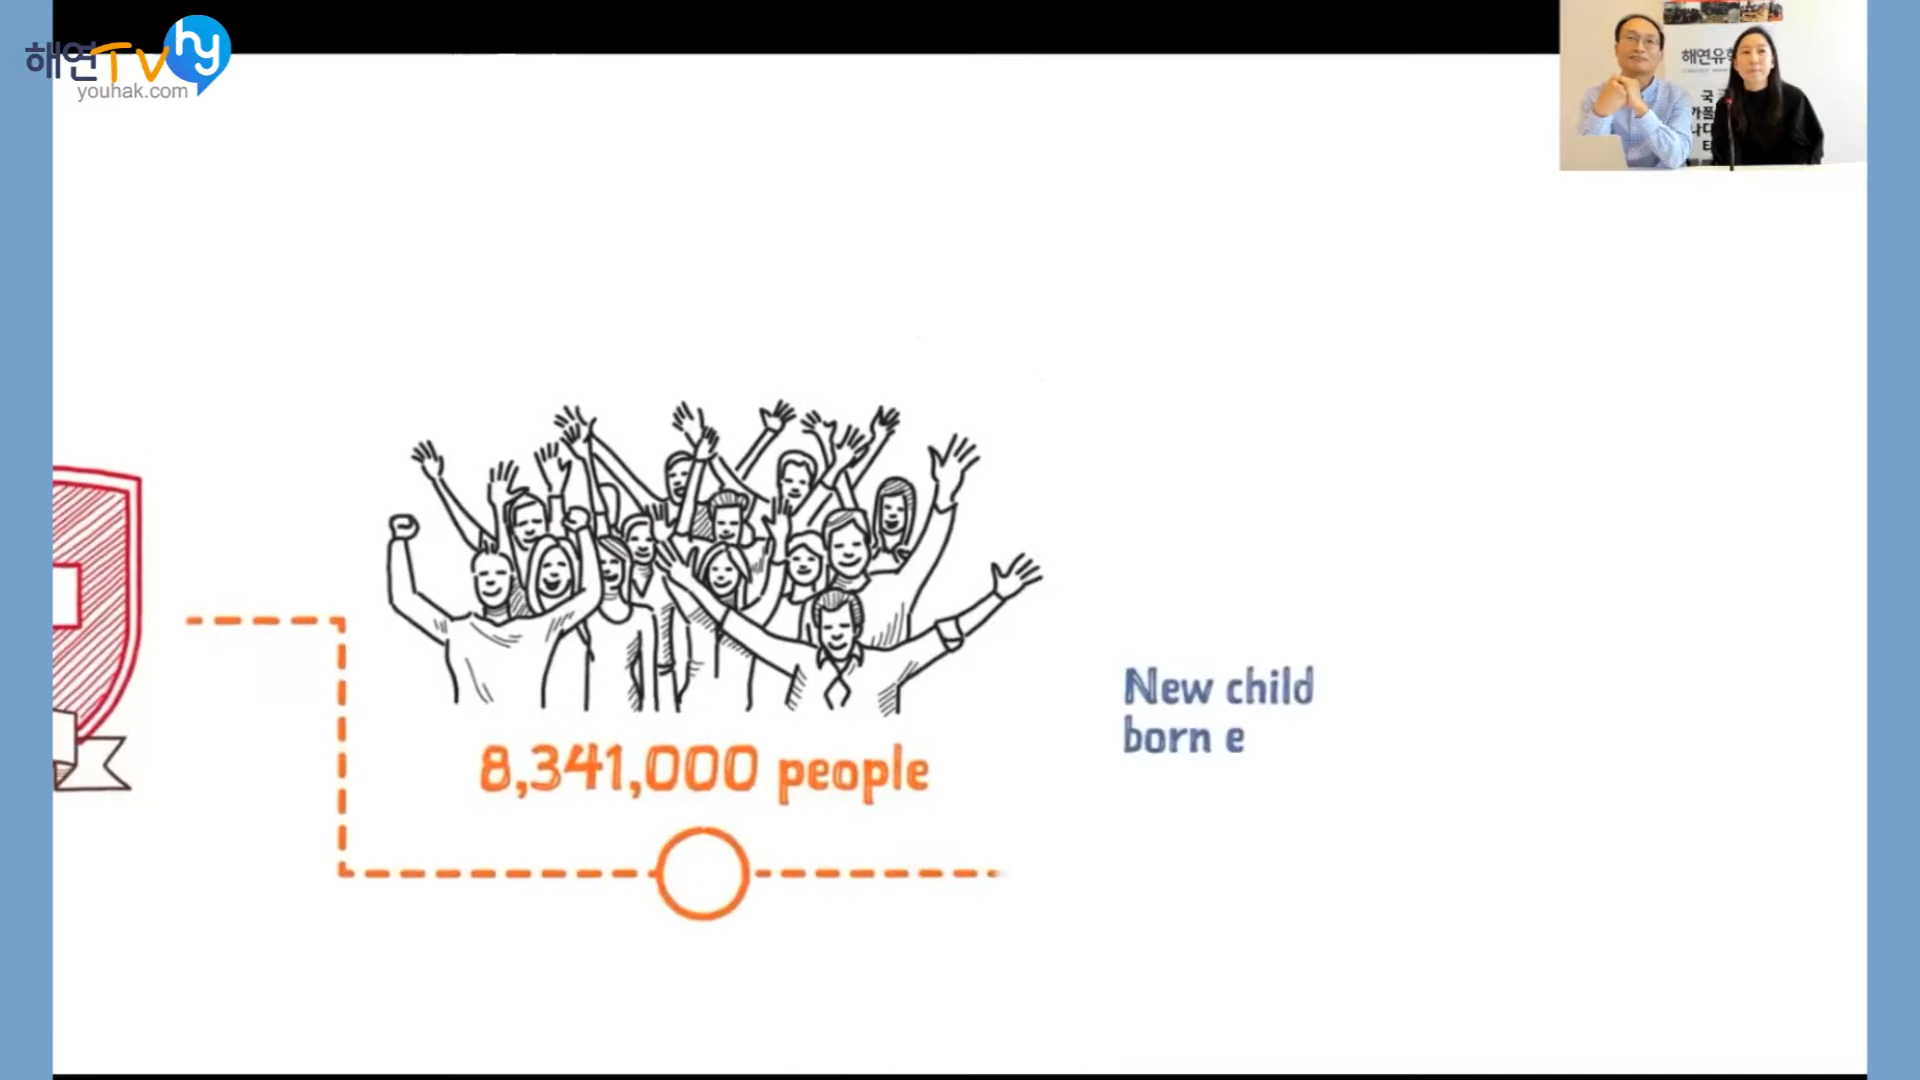 해연TV hy
youhak.com
해연유학
8,341,000 people
New child
born e